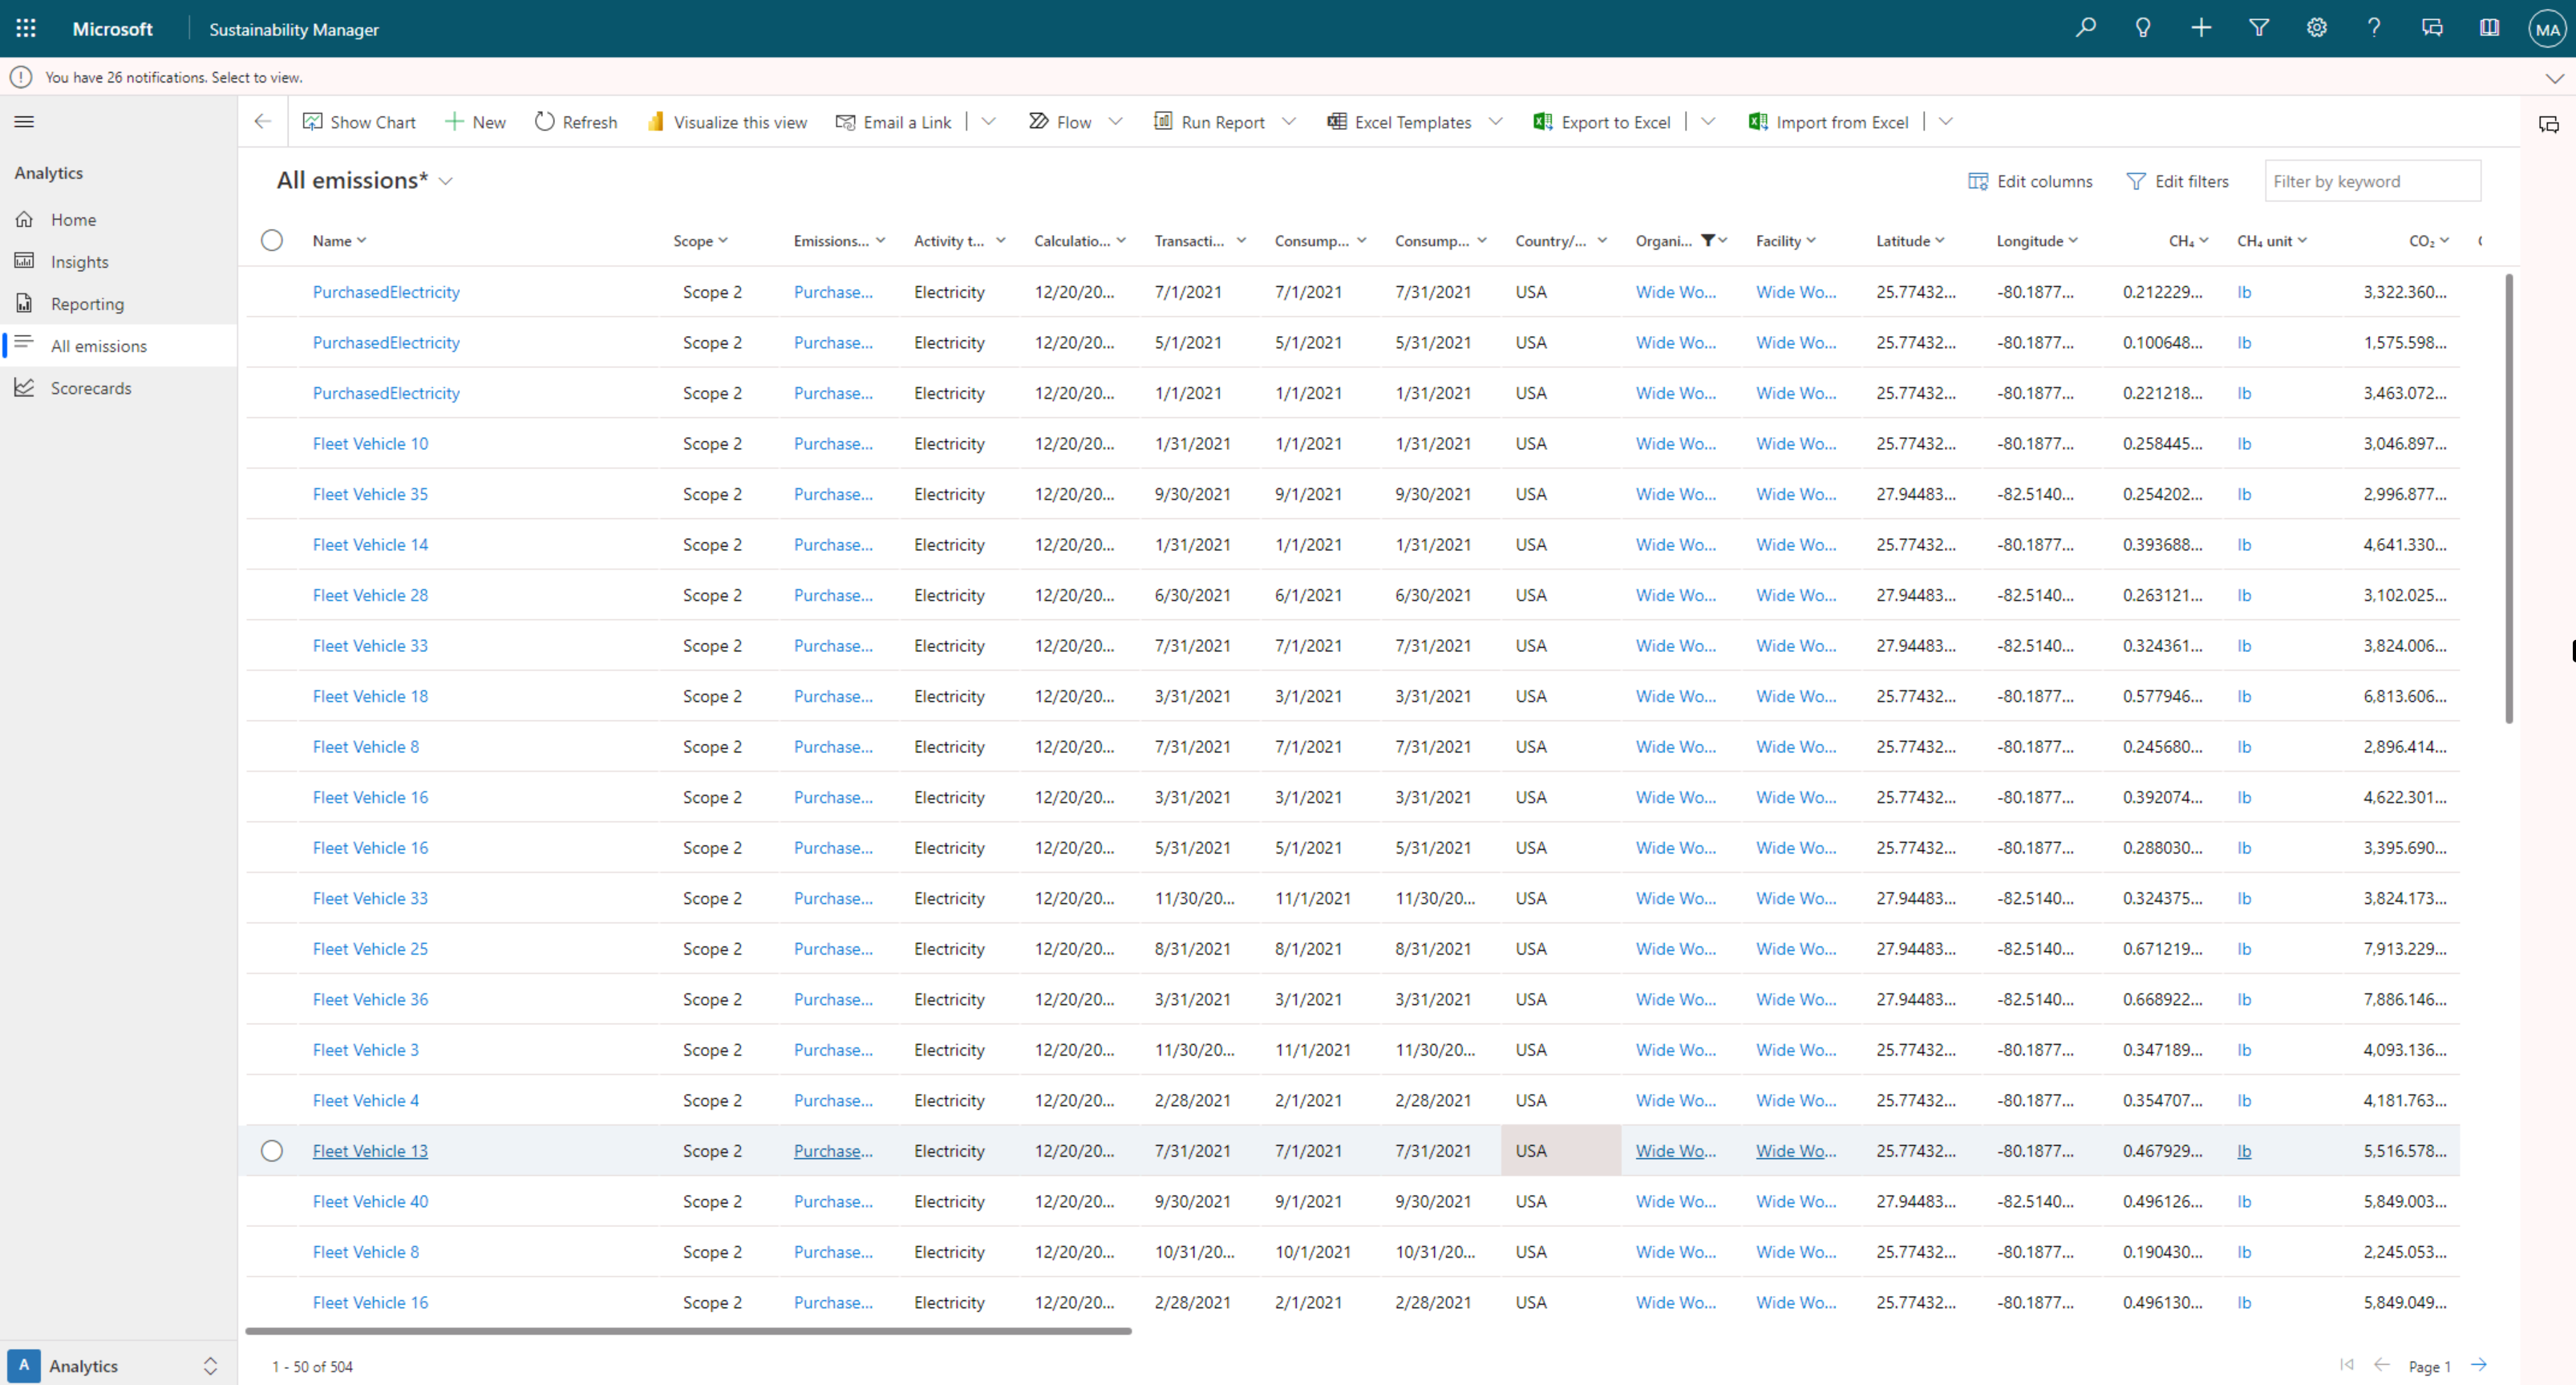 Microsoft Sustainability Manager MA
You have 26 notifications. Select to view.
Show Chart New Refresh Visualize this view Email a Link Flow Run Report Excel Templates Export to Excel Import from Excel
Analytics
Home
Insights
Reporting
All emissions
Scorecards
All emissions* Edit columns Edit filters Filter by keyword
Name Scope Emissions... Activity t... Calculatio... Transacti... Consump... Consump... Country/... Organi... Facility Latitude Longitude CH₄ CH₄ unit CO₂
PurchasedElectricity Scope 2 Purchase... Electricity 12/20/20... 7/1/2021 7/1/2021 7/31/2021 USA Wide Wo... Wide Wo... 25.77432... -80.1877... 0.212229... lb 3,322.360...
PurchasedElectricity Scope 2 Purchase... Electricity 12/20/20... 5/1/2021 5/1/2021 5/31/2021 USA Wide Wo... Wide Wo... 25.77432... -80.1877... 0.100648... lb 1,575.598...
PurchasedElectricity Scope 2 Purchase... Electricity 12/20/20... 1/1/2021 1/1/2021 1/31/2021 USA Wide Wo... Wide Wo... 25.77432... -80.1877... 0.221218... lb 3,463.072...
Fleet Vehicle 10 Scope 2 Purchase... Electricity 12/20/20... 1/31/2021 1/1/2021 1/31/2021 USA Wide Wo... Wide Wo... 25.77432... -80.1877... 0.258445... lb 3,046.897...
Fleet Vehicle 35 Scope 2 Purchase... Electricity 12/20/20... 9/30/2021 9/1/2021 9/30/2021 USA Wide Wo... Wide Wo... 27.94483... -82.5140... 0.254202... lb 2,996.877...
Fleet Vehicle 14 Scope 2 Purchase... Electricity 12/20/20... 1/31/2021 1/1/2021 1/31/2021 USA Wide Wo... Wide Wo... 25.77432... -80.1877... 0.393688... lb 4,641.330...
Fleet Vehicle 28 Scope 2 Purchase... Electricity 12/20/20... 6/30/2021 6/1/2021 6/30/2021 USA Wide Wo... Wide Wo... 27.94483... -82.5140... 0.263121... lb 3,102.025...
Fleet Vehicle 33 Scope 2 Purchase... Electricity 12/20/20... 7/31/2021 7/1/2021 7/31/2021 USA Wide Wo... Wide Wo... 27.94483... -82.5140... 0.324361... lb 3,824.006...
Fleet Vehicle 18 Scope 2 Purchase... Electricity 12/20/20... 3/31/2021 3/1/2021 3/31/2021 USA Wide Wo... Wide Wo... 25.77432... -80.1877... 0.577946... lb 6,813.606...
Fleet Vehicle 8 Scope 2 Purchase... Electricity 12/20/20... 7/31/2021 7/1/2021 7/31/2021 USA Wide Wo... Wide Wo... 25.77432... -80.1877... 0.245680... lb 2,896.414...
Fleet Vehicle 16 Scope 2 Purchase... Electricity 12/20/20... 3/31/2021 3/1/2021 3/31/2021 USA Wide Wo... Wide Wo... 25.77432... -80.1877... 0.392074... lb 4,622.301...
Fleet Vehicle 16 Scope 2 Purchase... Electricity 12/20/20... 5/31/2021 5/1/2021 5/31/2021 USA Wide Wo... Wide Wo... 25.77432... -80.1877... 0.288030... lb 3,395.690...
Fleet Vehicle 33 Scope 2 Purchase... Electricity 12/20/20... 11/30/20... 11/1/2021 11/30/20... USA Wide Wo... Wide Wo... 27.94483... -82.5140... 0.324375... lb 3,824.173...
Fleet Vehicle 25 Scope 2 Purchase... Electricity 12/20/20... 8/31/2021 8/1/2021 8/31/2021 USA Wide Wo... Wide Wo... 27.94483... -82.5140... 0.671219... lb 7,913.229...
Fleet Vehicle 36 Scope 2 Purchase... Electricity 12/20/20... 3/31/2021 3/1/2021 3/31/2021 USA Wide Wo... Wide Wo... 27.94483... -82.5140... 0.668922... lb 7,886.146...
Fleet Vehicle 3 Scope 2 Purchase... Electricity 12/20/20... 11/30/20... 11/1/2021 11/30/20... USA Wide Wo... Wide Wo... 25.77432... -80.1877... 0.347189... lb 4,093.136...
Fleet Vehicle 4 Scope 2 Purchase... Electricity 12/20/20... 2/28/2021 2/1/2021 2/28/2021 USA Wide Wo... Wide Wo... 25.77432... -80.1877... 0.354707... lb 4,181.763...
Fleet Vehicle 13 Scope 2 Purchase... Electricity 12/20/20... 7/31/2021 7/1/2021 7/31/2021 USA Wide Wo... Wide Wo... 25.77432... -80.1877... 0.467929... lb 5,516.578...
Fleet Vehicle 40 Scope 2 Purchase... Electricity 12/20/20... 9/30/2021 9/1/2021 9/30/2021 USA Wide Wo... Wide Wo... 27.94483... -82.5140... 0.496126... lb 5,849.003...
Fleet Vehicle 8 Scope 2 Purchase... Electricity 12/20/20... 10/31/20... 10/1/2021 10/31/20... USA Wide Wo... Wide Wo... 25.77432... -80.1877... 0.190430... lb 2,245.053...
Fleet Vehicle 16 Scope 2 Purchase... Electricity 12/20/20... 2/28/2021 2/1/2021 2/28/2021 USA Wide Wo... Wide Wo... 25.77432... -80.1877... 0.496130... lb 5,849.049...
A Analytics 1 - 50 of 504 Page 1